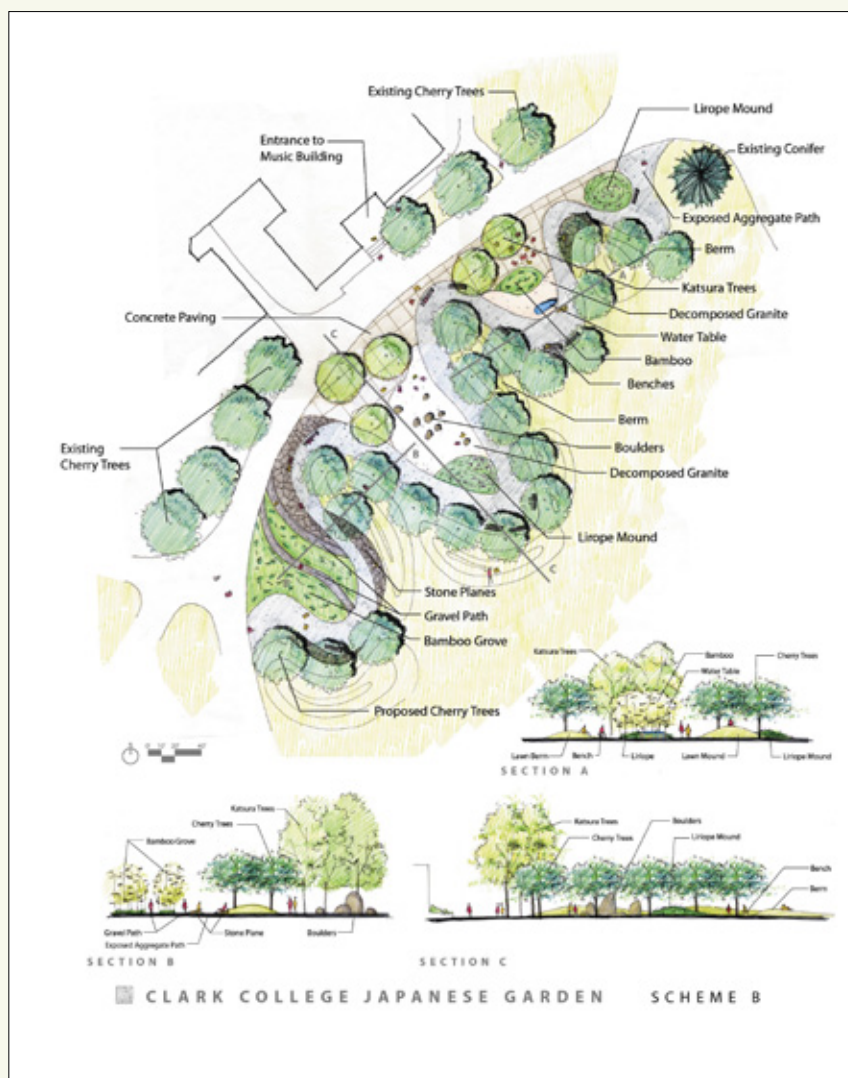 Existing Cherry Trees
Lirope Mound
Entrance to
Music Building
Existing Conifer
Exposed Aggregate Path
Berm
A
Katsura Trees
Decomposed Granite
Concrete Paving
C
Water Table
Bamboo
A
Benches
Berm
Existing
Cherry Trees
Boulders
B
Decomposed Granite
Lirope Mound
C
Stone Planes
Gravel Path
Bamboo Grove
Proposed Cherry Trees
Katsura Trees
Bamboo
Cherry Trees
Water Table
Lawn Berm
Bench
Liriope
Lawn Mound
Liriope Mound
SECTION A
Katsura Trees
Cherry Trees
Bamboo Grove
Gravel Path
Stone Plane
Boulders
Exposed Aggregate Path
SECTION B
Katsura Trees
Boulders
Cherry Trees
Liriope Mound
Bench
Berm
SECTION C
CLARK COLLEGE JAPANESE GARDEN SCHEME B